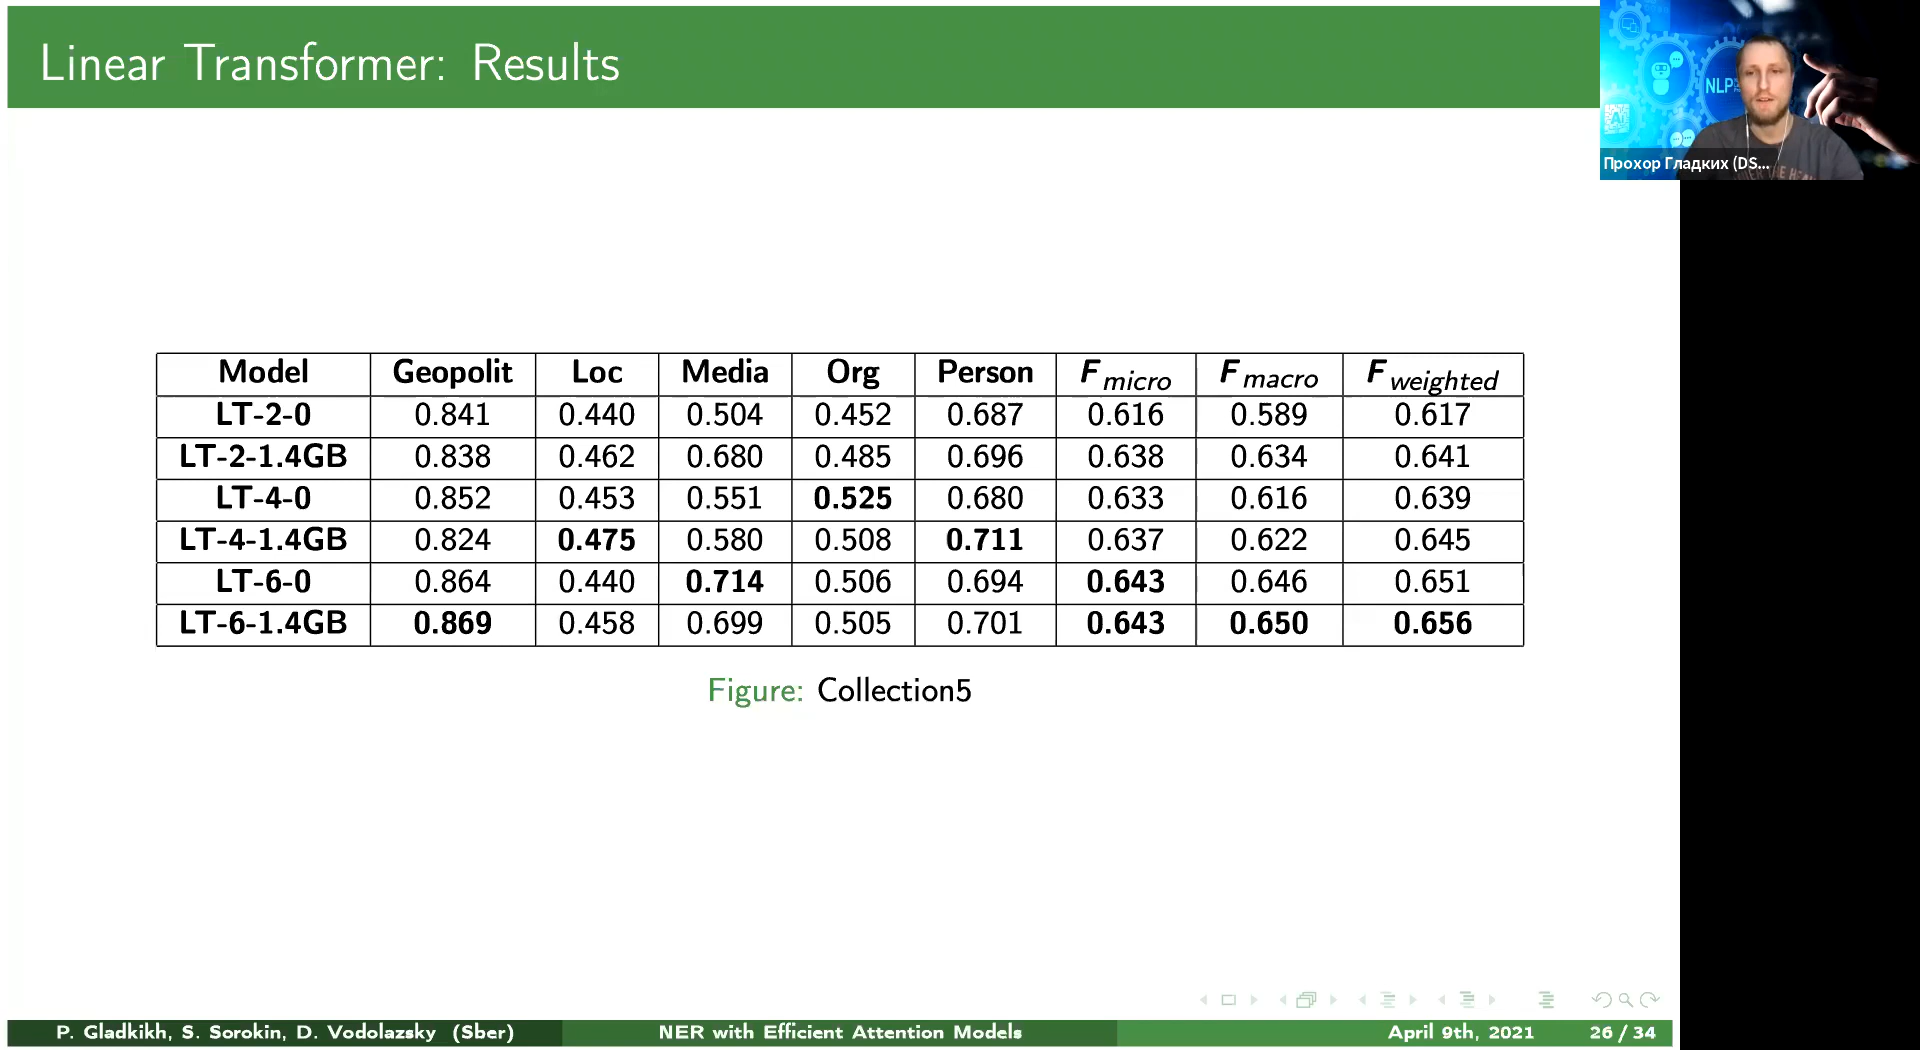 Linear Transformer: Results
NLP
Прохор Гладких (DS...
Model Geopolit Loc Media Org Person F micro F macro F weighted
LT-2-0 0.841 0.440 0.504 0.452 0.687 0.616 0.589 0.617
LT-2-1.4GB 0.838 0.462 0.680 0.485 0.696 0.638 0.634 0.641
LT-4-0 0.852 0.453 0.551 0.525 0.680 0.633 0.616 0.639
LT-4-1.4GB 0.824 0.475 0.580 0.508 0.711 0.637 0.622 0.645
LT-6-0 0.864 0.440 0.714 0.506 0.694 0.643 0.646 0.651
LT-6-1.4GB 0.869 0.458 0.699 0.505 0.701 0.643 0.650 0.656
Figure: Collection5
P. Gladkikh, S. Sorokin, D. Vodolazsky (Sber) NER with Efficient Attention Models April 9th, 2021 26 / 34